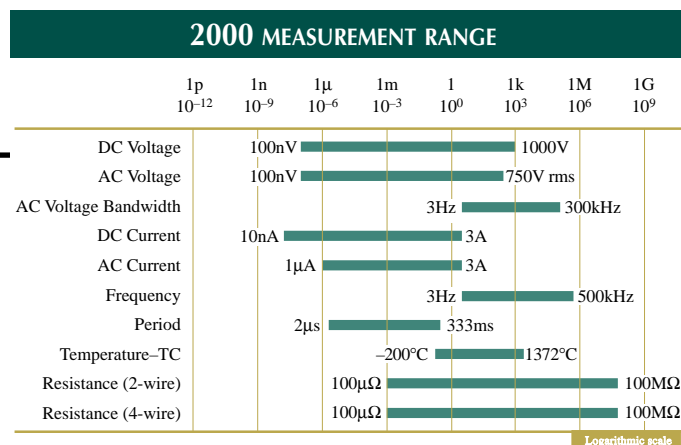 2000 MEASUREMENT RANGE
1p 1n 1µ 1m 1 1k 1M 1G
10⁻¹² 10⁻⁹ 10⁻⁶ 10⁻³ 10⁰ 10³ 10⁶ 10⁹
DC Voltage 100nV 1000V
AC Voltage 100nV 750V rms
AC Voltage Bandwidth 3Hz 300kHz
DC Current 10nA 3A
AC Current 1µA 3A
Frequency 3Hz 500kHz
Period 2µs 333ms
Temperature–TC –200°C 1372°C
Resistance (2-wire) 100µΩ 100MΩ
Resistance (4-wire) 100µΩ 100MΩ
Logarithmic scale